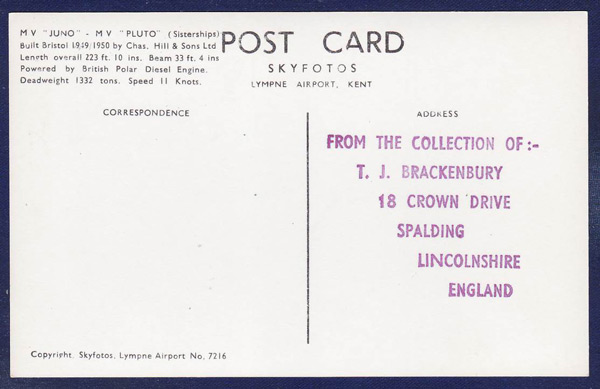 MV "JUNO" - MV "PLUTO" (Sisterships)
Built Bristol 1949/1950 by Chas. Hill & Sons Ltd
Length overall 223 ft. 10 ins. Beam 33 ft. 4 ins
Powered by British Polar Diesel Engine.
Deadweight 1332 tons. Speed 11 Knots.
POST CARD
SKYFOTOS
LYMPNE AIRPORT, KENT
CORRESPONDENCE
ADDRESS
FROM THE COLLECTION OF:-
T. J. BRACKENBURY
18 CROWN DRIVE
SPALDING
LINCOLNSHIRE
ENGLAND
Copyright. Skyfotos, Lympne Airport No. 7216